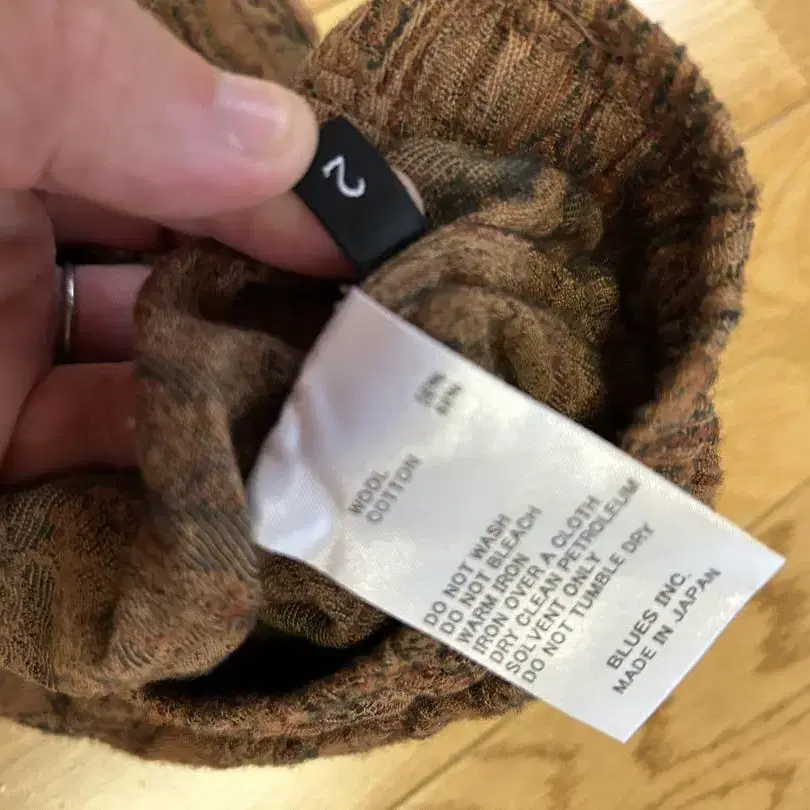 2
WOOL
COTTON
DO NOT WASH
DO NOT BLEACH
WARM IRON
IRON OVER A CLOTH
DRY CLEAN PETROLEUM
SOLVENT ONLY
DO NOT TUMBLE DRY
BLUES INC.
MADE IN JAPAN